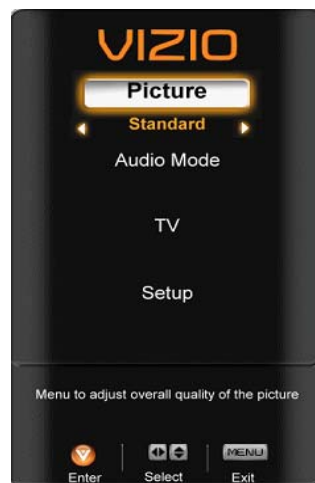 VIZIO
Picture
Standard
Audio Mode
TV
Setup
Menu to adjust overall quality of the picture
MENU
Enter Select Exit